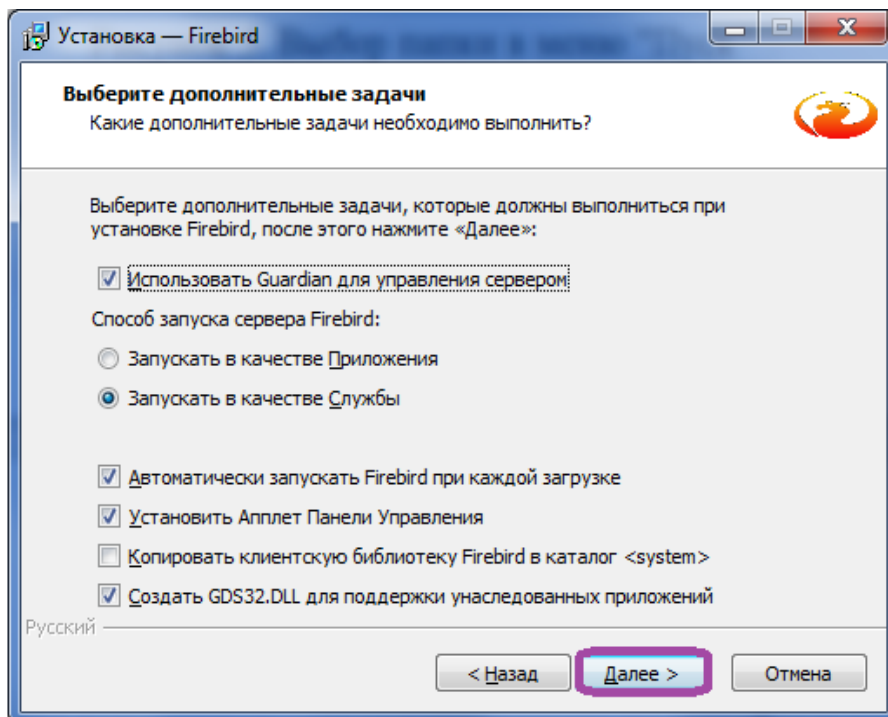 Установка — Firebird
Выбор папки в меню "П
Выберите дополнительные задачи
Какие дополнительные задачи необходимо выполнить?
Выберите дополнительные задачи, которые должны выполниться при
установке Firebird, после этого нажмите «Далее»:
Использовать Guardian для управления сервером
Способ запуска сервера Firebird:
Запускать в качестве Приложения
Запускать в качестве Службы
Автоматически запускать Firebird при каждой загрузке
Установить Апплет Панели Управления
Копировать клиентскую библиотеку Firebird в каталог <system>
Создать GDS32.DLL для поддержки унаследованных приложений
Русский
< Назад
Далее >
Отмена